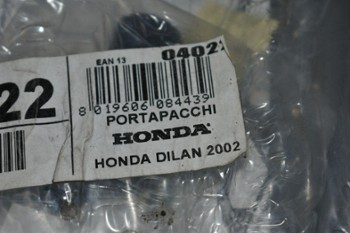 EAN 13
0402
22
8 019606 084439
PORTAPACCHI
HONDA
HONDA DILAN 2002